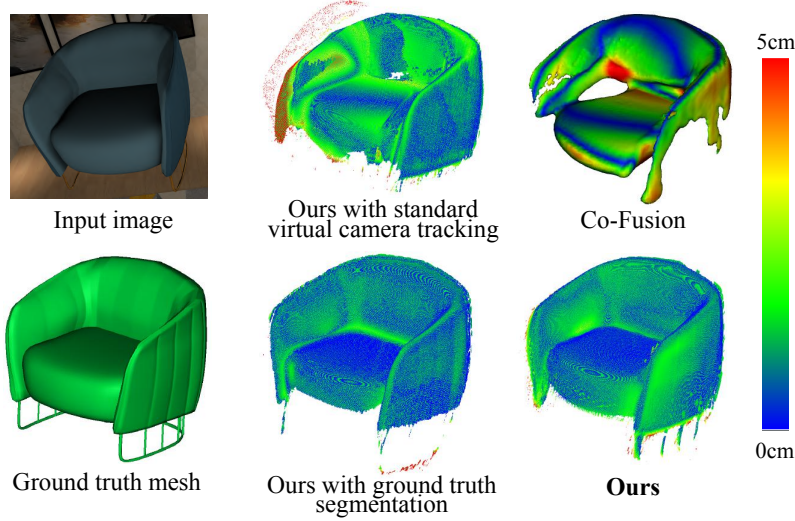 5cm
Input image
Ours with standard
virtual camera tracking
Co-Fusion
0cm
Ground truth mesh
Ours with ground truth
segmentation
Ours